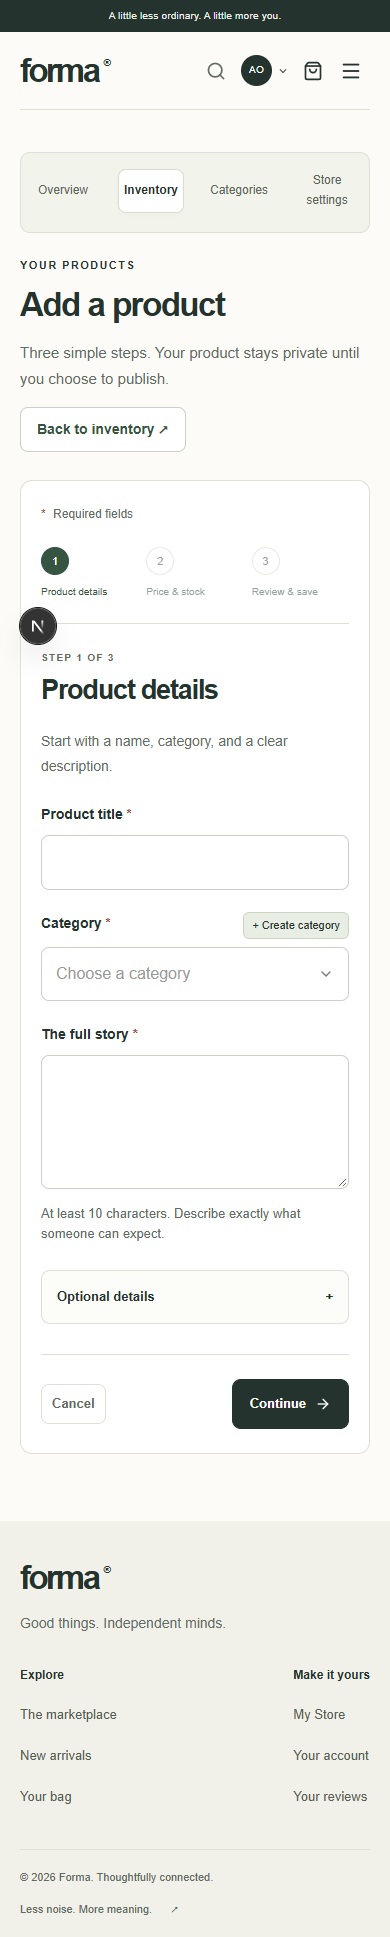 A little less ordinary. A little more you.
forma®
AO
Overview
Inventory
Categories
Store
settings
YOUR PRODUCTS
Add a product
Three simple steps. Your product stays private until
you choose to publish.
Back to inventory ↗
* Required fields
1
2
3
Product details
Price & stock
Review & save
N
STEP 1 OF 3
Product details
Start with a name, category, and a clear
description.
Product title *
Category *
+ Create category
Choose a category
The full story *
At least 10 characters. Describe exactly what
someone can expect.
Optional details +
Cancel
Continue →
forma®
Good things. Independent minds.
Explore
Make it yours
The marketplace
My Store
New arrivals
Your account
Your bag
Your reviews
© 2026 Forma. Thoughtfully connected.
Less noise. More meaning. ↗